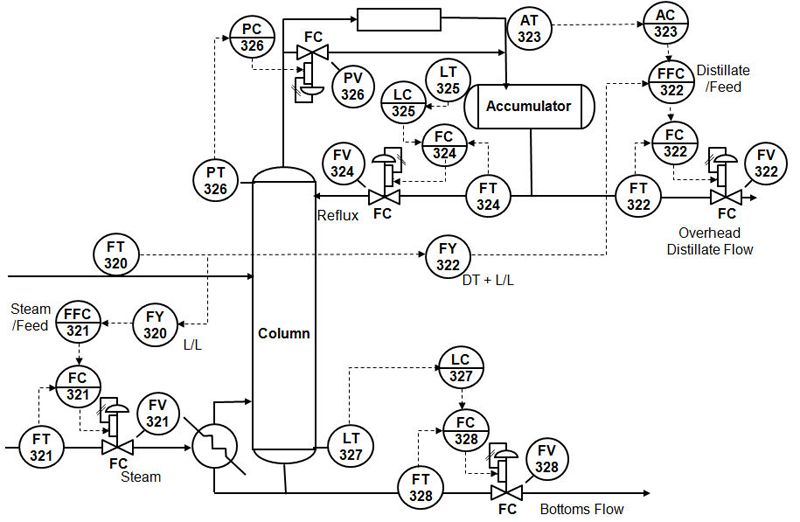 PC
326
FC
PV
326
AT
323
AC
323
LT
325
LC
325
FC
324
Accumulator
FFC
322
Distillate
/Feed
FC
322
PT
326
FV
324
FC
Reflux
FT
324
FT
322
FV
322
FC
Overhead
Distillate Flow
FT
320
FY
322
DT + L/L
Steam
/Feed
FFC
321
FY
320
L/L
Column
FC
321
FV
321
FT
321
FC
Steam
LC
327
LT
327
FC
328
FT
328
FV
328
FC
Bottoms Flow